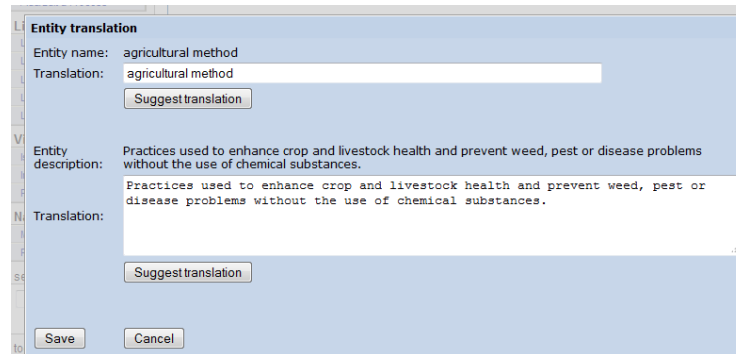 Entity translation
Entity name: agricultural method
Translation: agricultural method
Suggest translation
Entity description: Practices used to enhance crop and livestock health and prevent weed, pest or disease problems
without the use of chemical substances.
Translation: Practices used to enhance crop and livestock health and prevent weed, pest or
disease problems without the use of chemical substances.
Suggest translation
Save Cancel